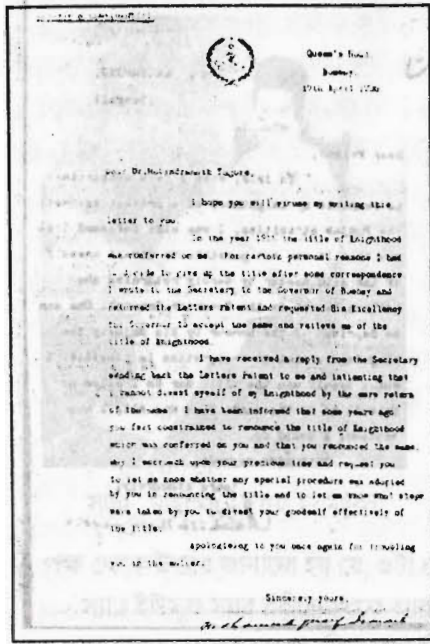 Queen's Road,
Bombay,
Dear Dr. Rabindranath Tagore,
I hope you will excuse my writing this
letter to you.
In the year the title of Knighthood
was conferred on me. For certain personal reasons I had
to give up the title after some correspondence
I wrote to the Secretary to the Governor of Bombay and
returned the Letters Patent and requested His Excellency
the Governor to accept the same and relieve me of the
title of Knighthood.
I have received a reply from the Secretary
sending back the Letters Patent to me and intimating that
I cannot divest myself of my Knighthood by the mere return
of the same. I have been informed that some years ago
you felt constrained to renounce the title of Knighthood
which was conferred on you and that you renounced the same.
May I encroach upon your precious time and request you
to let me know whether any special procedure was adopted
by you in renouncing the title and to let me know what steps
were taken by you to divest your goodself effectively of
the title.
Apologising to you once again for troubling
you in the matter.
Sincerely yours,